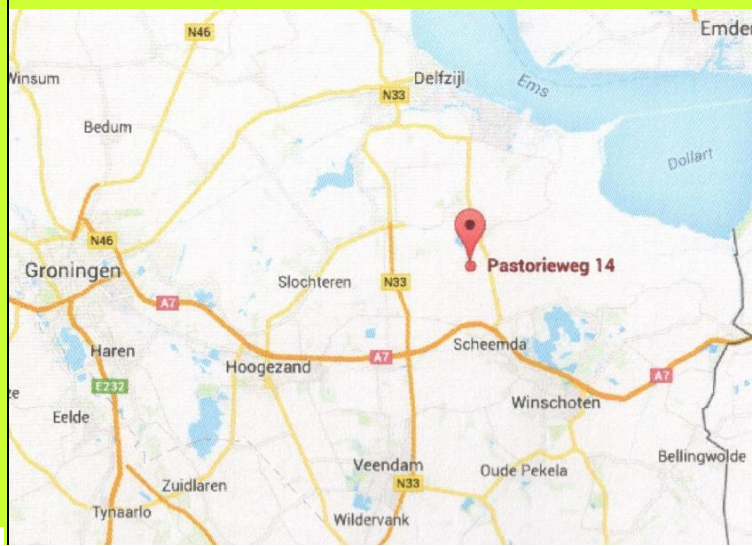 N46
Emden
Winsum
Delfzijl
Ems
N33
Bedum
Dollart
N46
Groningen
Pastorieweg 14
Slochteren
N33
A7
Haren
Scheemda
A7
Hoogezand
A7
E232
ze
Winschoten
Eelde
Veendam
Oude Pekela
Bellingwolde
Zuidlaren
N33
Tynaarlo
Wildervank